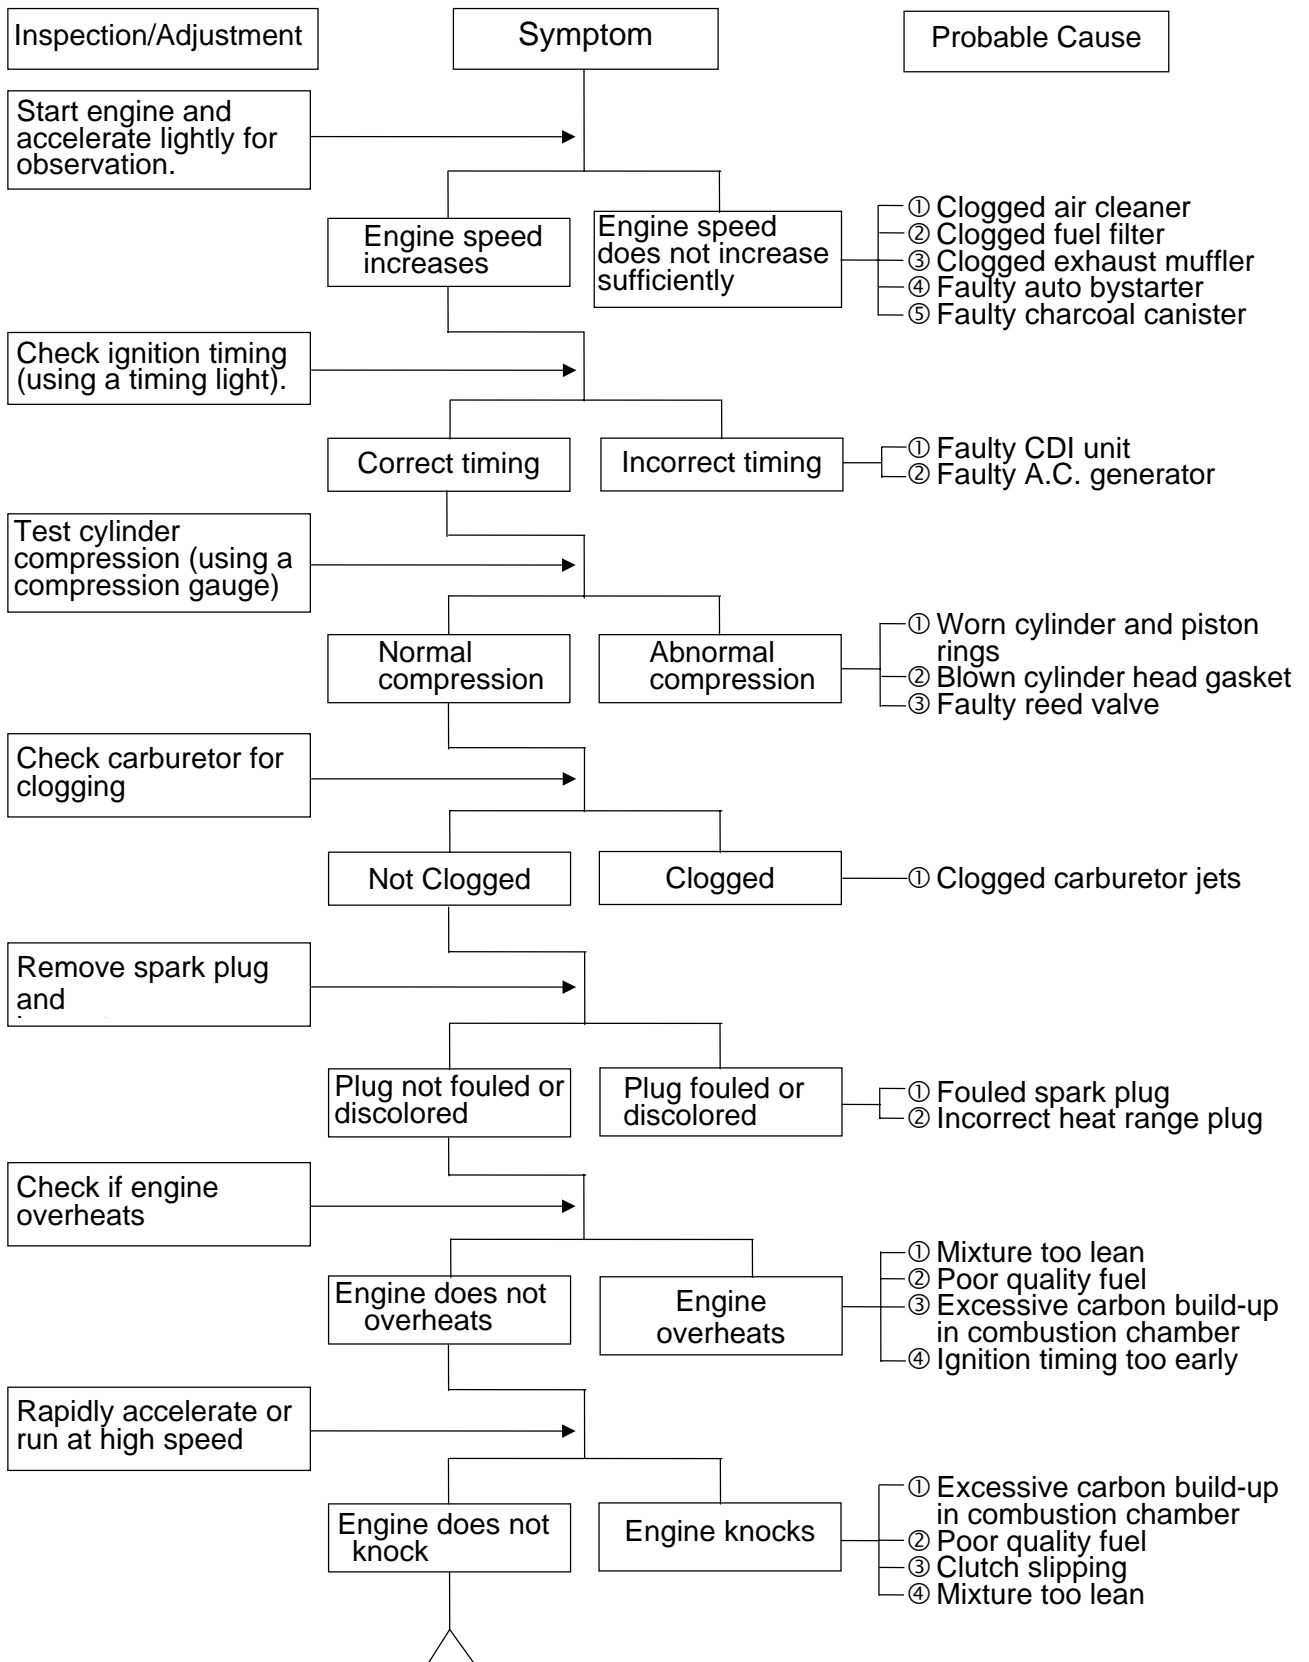 Inspection/Adjustment
Symptom
Probable Cause
Start engine and
accelerate lightly for
observation.
Engine speed
increases
Engine speed
does not increase
sufficiently
① Clogged air cleaner
② Clogged fuel filter
③ Clogged exhaust muffler
④ Faulty auto bystarter
⑤ Faulty charcoal canister
Check ignition timing
(using a timing light).
Correct timing
Incorrect timing
① Faulty CDI unit
② Faulty A.C. generator
Test cylinder
compression (using a
compression gauge)
Normal
compression
Abnormal
compression
① Worn cylinder and piston
rings
② Blown cylinder head gasket
③ Faulty reed valve
Check carburetor for
clogging
Not Clogged
Clogged
① Clogged carburetor jets
Remove spark plug
and
Plug not fouled or
discolored
Plug fouled or
discolored
① Fouled spark plug
② Incorrect heat range plug
Check if engine
overheats
Engine does not
overheats
Engine
overheats
① Mixture too lean
② Poor quality fuel
③ Excessive carbon build-up
in combustion chamber
④ Ignition timing too early
Rapidly accelerate or
run at high speed
Engine does not
knock
Engine knocks
① Excessive carbon build-up
in combustion chamber
② Poor quality fuel
③ Clutch slipping
④ Mixture too lean